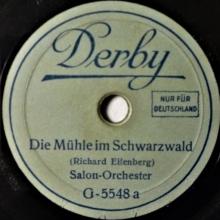 Derby
NUR FÜR
DEUTSCHLAND
Die Mühle im Schwarzwald
(Richard Eilenberg)
Salon-Orchester
G-5548 a